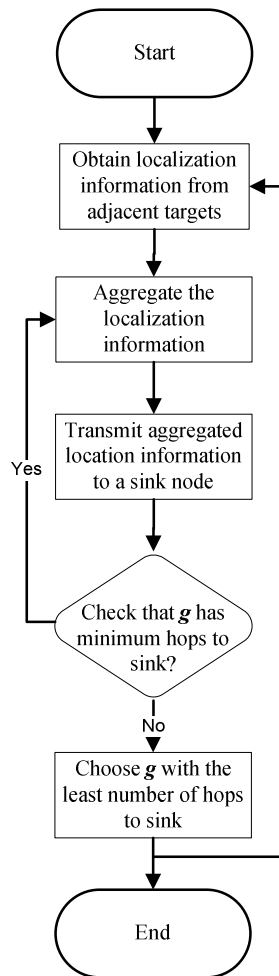 Start
Obtain localization
information from
adjacent targets
Aggregate the
localization
information
Transmit aggregated
location information
to a sink node
Yes
Check that g has
minimum hops to
sink?
No
Choose g with the
least number of hops
to sink
End